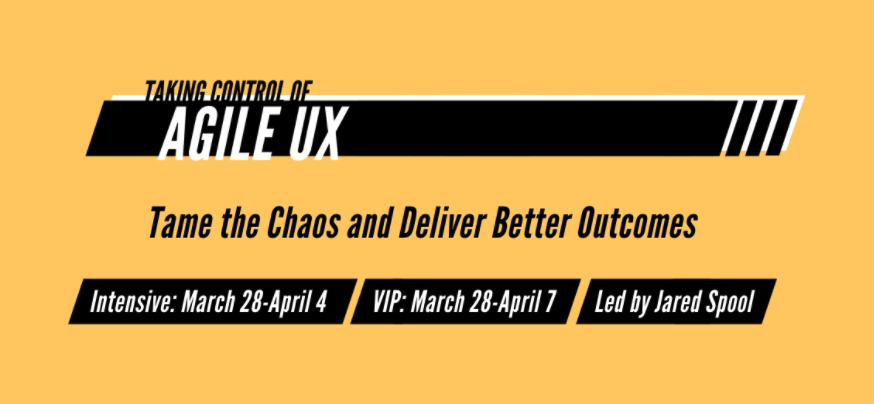 TAKING CONTROL OF
AGILE UX
Tame the Chaos and Deliver Better Outcomes
Intensive: March 28-April 4
VIP: March 28-April 7
Led by Jared Spool